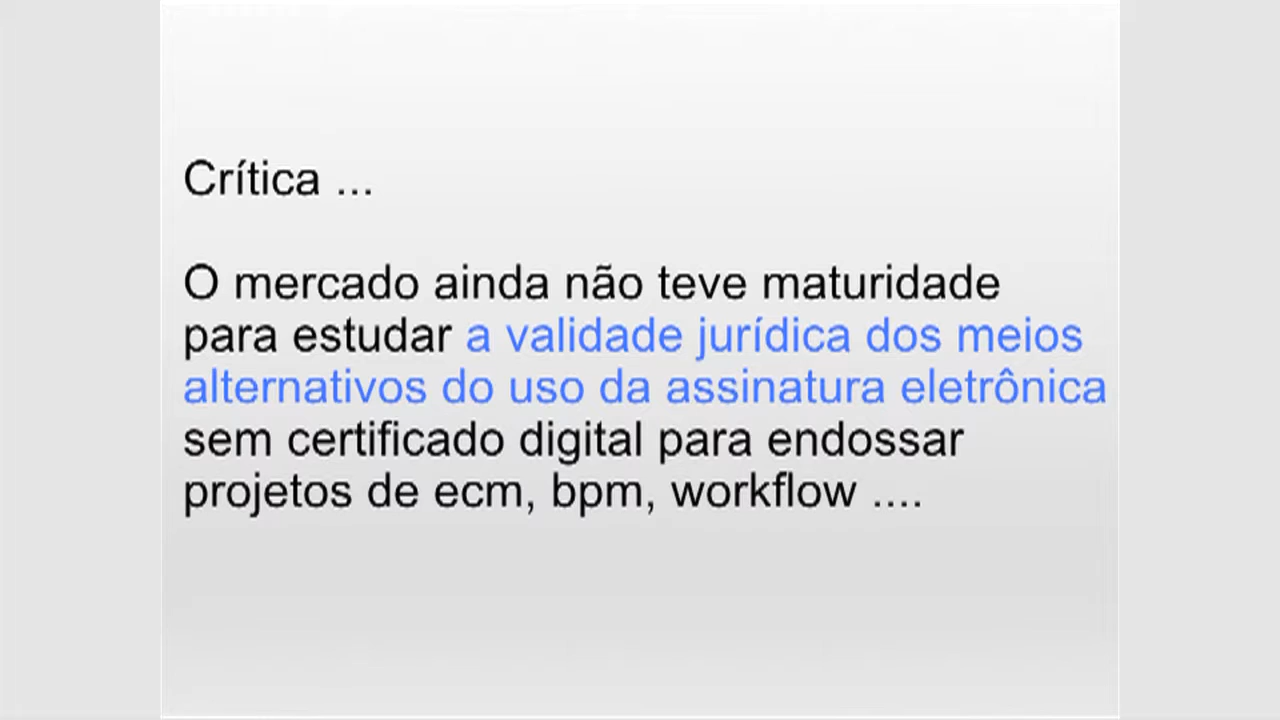 Crítica ...
O mercado ainda não teve maturidade
para estudar a validade jurídica dos meios
alternativos do uso da assinatura eletrônica
sem certificado digital para endossar
projetos de ecm, bpm, workflow ....